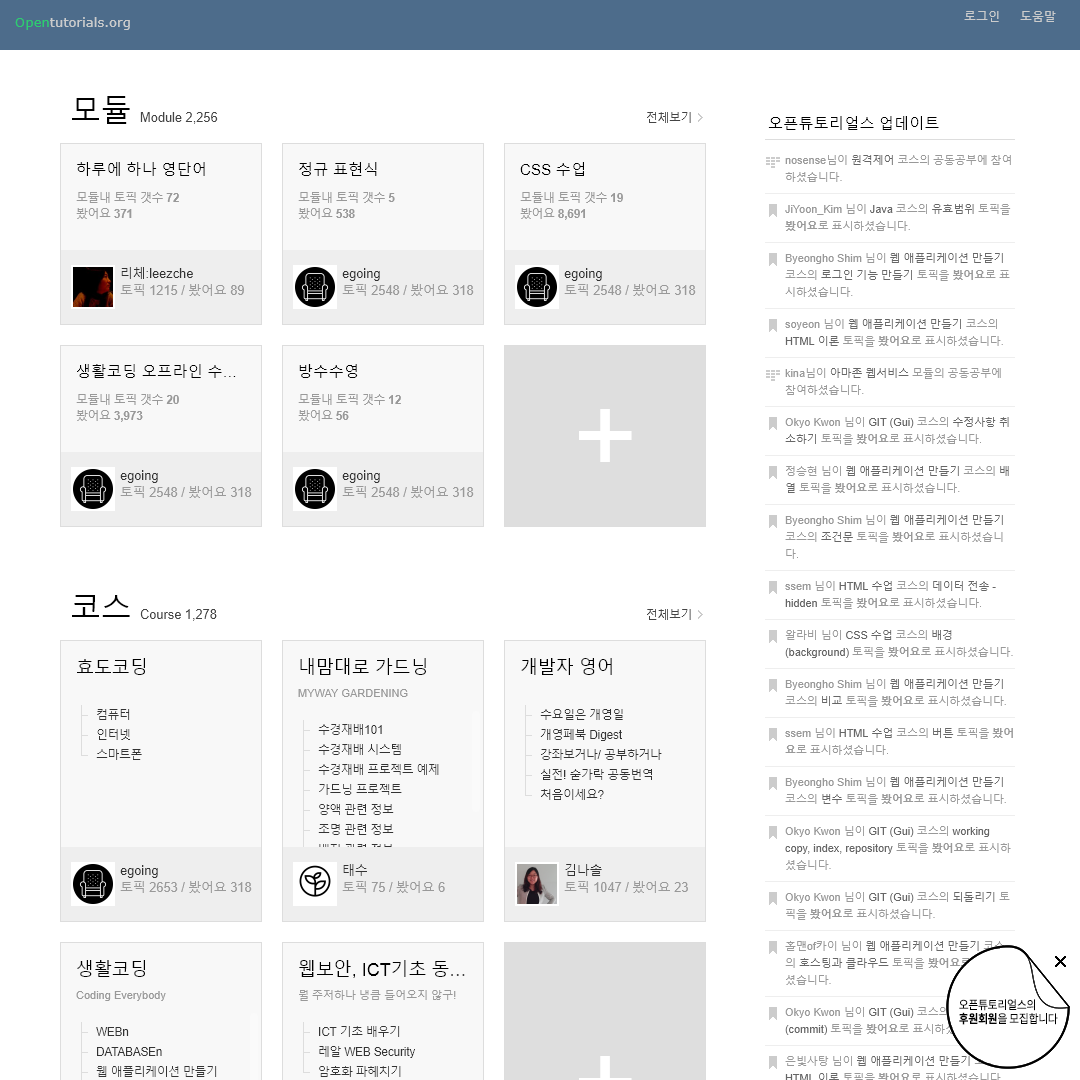 Opentutorials.org
로그인 도움말
모듈 Module 2,256 전체보기
하루에 하나 영단어
모듈내 토픽 갯수 72
봤어요 371
리체:leezche
토픽 1215 / 봤어요 89
정규 표현식
모듈내 토픽 갯수 5
봤어요 538
egoing
토픽 2548 / 봤어요 318
CSS 수업
모듈내 토픽 갯수 19
봤어요 8,691
egoing
토픽 2548 / 봤어요 318
생활코딩 오프라인 수...
모듈내 토픽 갯수 20
봤어요 3,973
egoing
토픽 2548 / 봤어요 318
방수수영
모듈내 토픽 갯수 12
봤어요 56
egoing
토픽 2548 / 봤어요 318
코스 Course 1,278 전체보기
효도코딩
컴퓨터
인터넷
스마트폰
egoing
토픽 2653 / 봤어요 318
내맘대로 가드닝
MYWAY GARDENING
수경재배101
수경재배 시스템
수경재배 프로젝트 예제
가드닝 프로젝트
양액 관련 정보
조명 관련 정보
태수
토픽 75 / 봤어요 6
개발자 영어
수요일은 개영일
개영페북 Digest
강좌보거나/ 공부하거나
실전! 숟가락 공동번역
처음이세요?
김나솔
토픽 1047 / 봤어요 23
생활코딩
Coding Everybody
WEBn
DATABASEn
웹 애플리케이션 만들기
웹보안, ICT기초 동...
뭘 주저하나 냉큼 들어오지 않구!
ICT 기초 배우기
레알 WEB Security
암호화 파헤치기
오픈튜토리얼스 업데이트
nosense님이 원격제어 코스의 공동공부에 참여
하셨습니다.
JiYoon_Kim 님이 Java 코스의 유효범위 토픽을
봤어요로 표시하셨습니다.
Byeongho Shim 님이 웹 애플리케이션 만들기
코스의 로그인 기능 만들기 토픽을 봤어요로 표
시하셨습니다.
soyeon 님이 웹 애플리케이션 만들기 코스의
HTML 이론 토픽을 봤어요로 표시하셨습니다.
kina님이 아마존 웹서비스 모듈의 공동공부에
참여하셨습니다.
Okyo Kwon 님이 GIT (Gui) 코스의 수정사항 취
소하기 토픽을 봤어요로 표시하셨습니다.
정승현 님이 웹 애플리케이션 만들기 코스의 배
열 토픽을 봤어요로 표시하셨습니다.
Byeongho Shim 님이 웹 애플리케이션 만들기
코스의 조건문 토픽을 봤어요로 표시하셨습니
다.
ssem 님이 HTML 수업 코스의 데이터 전송 -
hidden 토픽을 봤어요로 표시하셨습니다.
왈라비 님이 CSS 수업 코스의 배경
(background) 토픽을 봤어요로 표시하셨습니다.
Byeongho Shim 님이 웹 애플리케이션 만들기
코스의 비교 토픽을 봤어요로 표시하셨습니다.
ssem 님이 HTML 수업 코스의 버튼 토픽을 봤어
요로 표시하셨습니다.
Byeongho Shim 님이 웹 애플리케이션 만들기
코스의 변수 토픽을 봤어요로 표시하셨습니다.
Okyo Kwon 님이 GIT (Gui) 코스의 working
copy, index, repository 토픽을 봤어요로 표시하
셨습니다.
Okyo Kwon 님이 GIT (Gui) 코스의 되돌리기 토
픽을 봤어요로 표시하셨습니다.
홀맨of카이 님이 웹 애플리케이션 만들기 코스
의 호스팅과 클라우드 토픽을 봤어요로
셨습니다.
Okyo Kwon 님이 GIT (Gui) 코스의
(commit) 토픽을 봤어요로 표시하
은빛사탕 님이 웹 애플리케이션 만들기
HTML 이론 토픽을 봤어요로 표시하셨습니다.
오픈튜토리얼스의
후원회원을 모집합니다